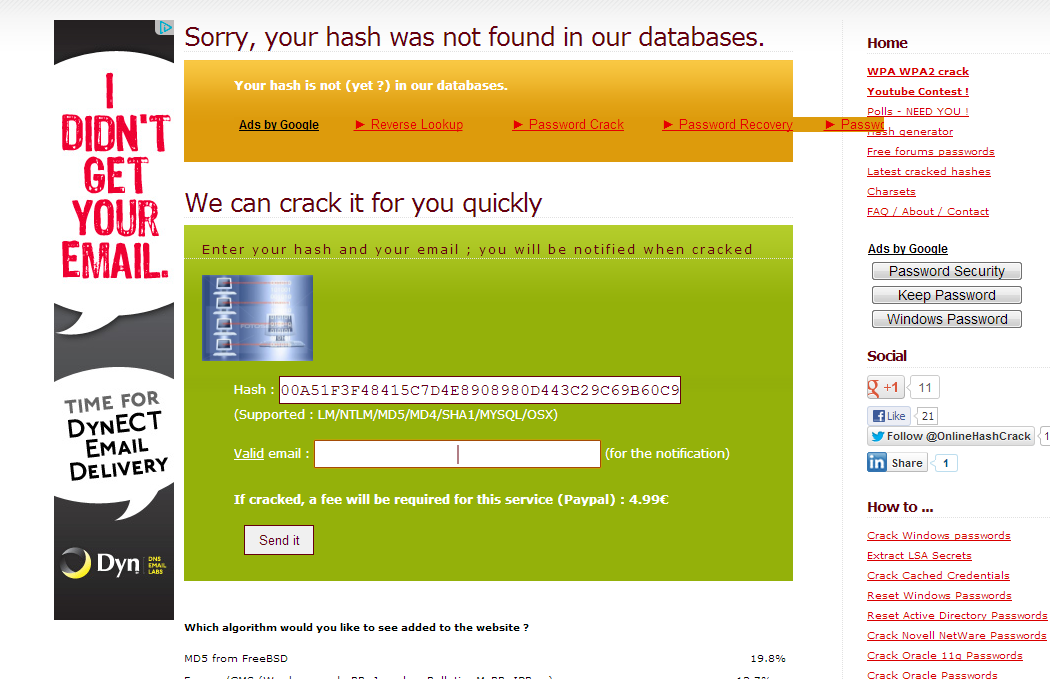 I
DIDN'T
GET
YOUR
EMAIL.
TIME FOR
DYNECT
EMAIL
DELIVERY
Dyn DNS EMAIL LABS
Sorry, your hash was not found in our databases.
Your hash is not (yet ?) in our databases.
Ads by Google ► Reverse Lookup ► Password Crack ► Password Recovery ►
We can crack it for you quickly
Enter your hash and your email ; you will be notified when cracked
Hash : 00A51F3F48415C7D4E8908980D443C29C69B60C9
(Supported : LM/NTLM/MD5/MD4/SHA1/MYSQL/OSX)
Valid email : (for the notification)
If cracked, a fee will be required for this service (Paypal) : 4.99€
Send it
Which algorithm would you like to see added to the website ?
MD5 from FreeBSD 19.8%
Home
WPA WPA2 crack
Youtube Contest !
Polls - NEED YOU !
Hash generator
Free forums passwords
Latest cracked hashes
Charsets
FAQ / About / Contact
Ads by Google
Password Security
Keep Password
Windows Password
Social
g +1 11
Like 21
Follow @OnlineHashCrack 1
in Share 1
How to ...
Crack Windows passwords
Extract LSA Secrets
Crack Cached Credentials
Reset Windows Passwords
Reset Active Directory Passwords
Crack Novell NetWare Passwords
Crack Oracle 11g Passwords
Crack Oracle Passwords